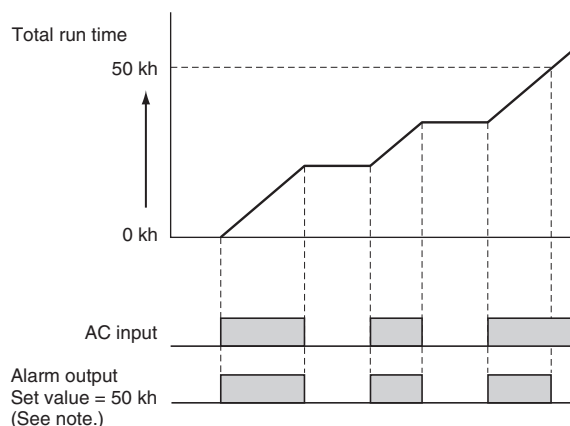 Total run time
50 kh
0 kh
AC input
Alarm output
Set value = 50 kh
(See note.)